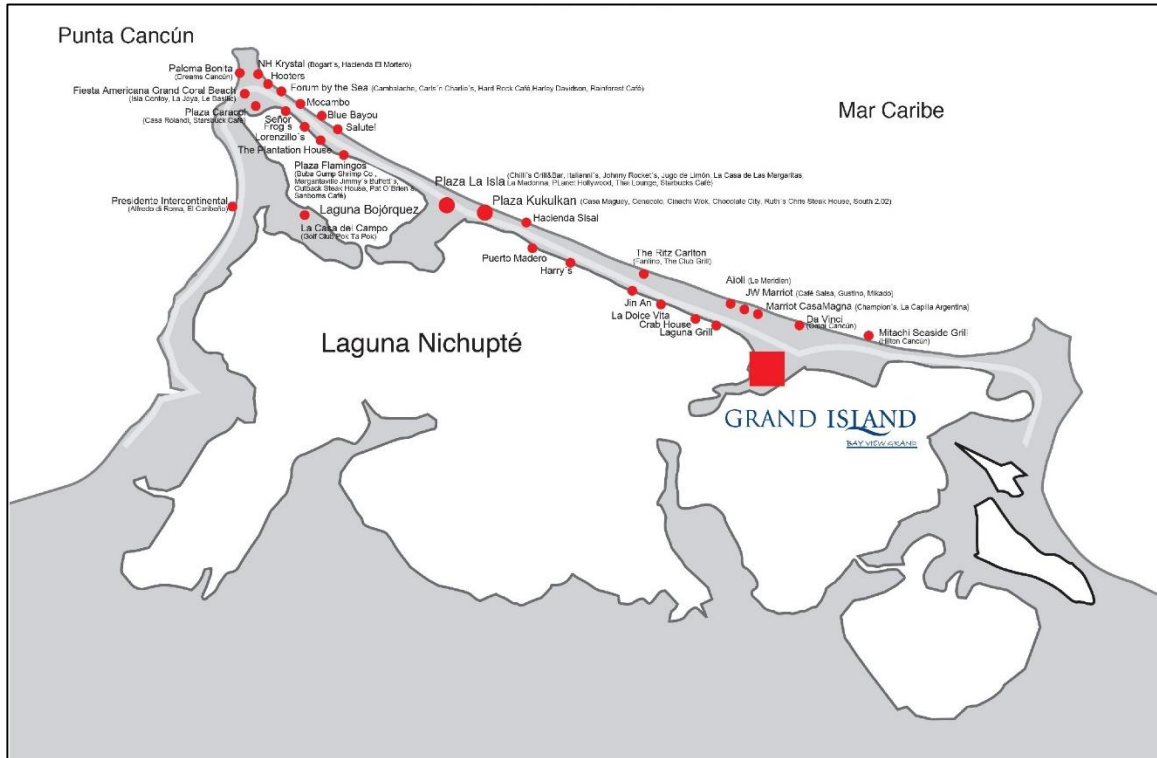 Punta Cancún
Mar Caribe
Paloma Bonita
(Dreams Cancún)
NH Krystal (Bogart´s, Hacienda El Mortero)
Hooters
Fiesta Americana Grand Coral Beach
(Isla Contoy, La Joya, Le Basilic)
Forum by the Sea (Cambalache, Carls´n Charlie´s, Hard Rock Café,Harley Davidson, Rainforest Café)
Mocambo
Plaza Caracol
(Casa Rolandi, Starsbuck Café)
Blue Bayou
Señor
Frog´s
Salute!
Lorenzillo´s
The Plantation House
Plaza Flamingos
(Buba Gump Shrimp Co.,
Margaritaville Jimmy´s Buffett´s,
Outback Steak House, Pat O´Brien´s
Sanborns Café)
Plaza La Isla
(Chilli´s Grill&Bar, Italianni´s, Johnny Rocket´s, Jugo de Limón, La Casa de Las Margaritas
La Madonna, PLanet Hollywood, Thai Lounge, Starbucks Café)
Presidente Intercontinental
(Alfredo di Roma, El Caribeño)
Laguna Bojórquez
Plaza Kukulkan (Casa Maguey, Cenacolo, Cinachi Wok, Chocolate City, Ruth´s Chris Steak House, South 2.02)
Hacienda Sisal
La Casa del Campo
(Golf Club Pok Ta Pok)
Puerto Madero
Harry´s
The Ritz Carlton
(Fantino, The Club Grill)
Aïoli (Le Meridien)
JW Marriot (Café Salsa, Gustino, Mikado)
Jin An
Marriot CasaMagna (Champion´s, La Capilla Argentina)
La Dolce Vita
Da Vinci
Crab House
Laguna Grill
Mitachi Seaside Grill
(Hilton Cancún)
Laguna Nichupté
GRAND ISLAND
BAY VIEW GRAND